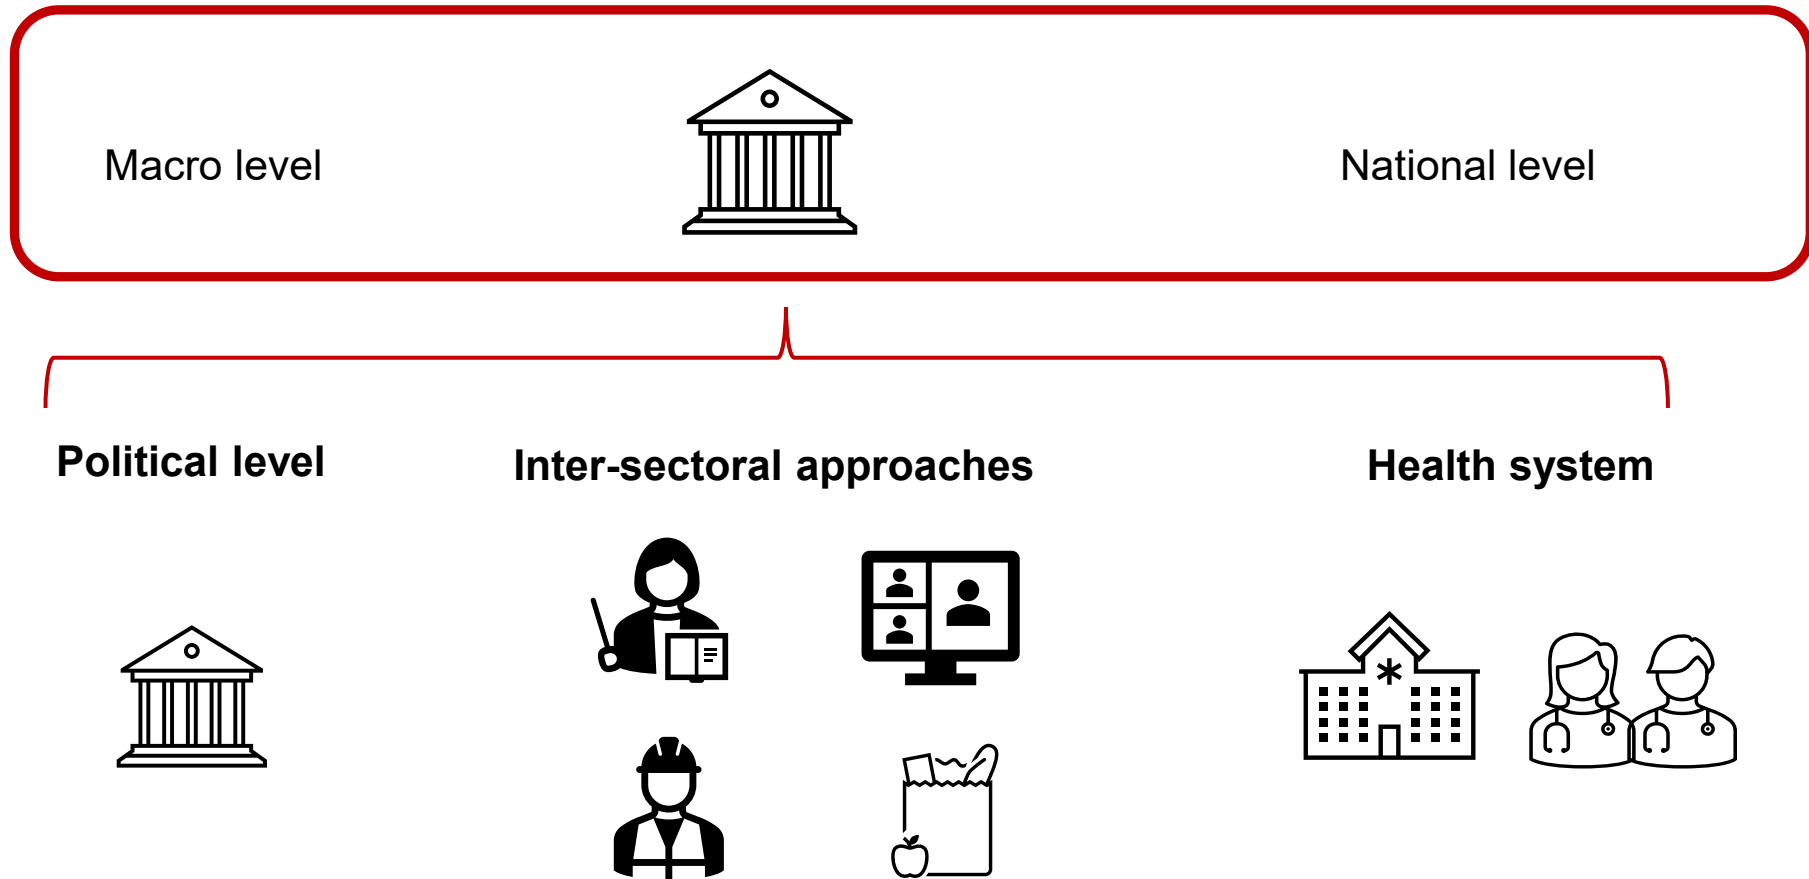 Macro level
National level
Political level
Inter-sectoral approaches
Health system